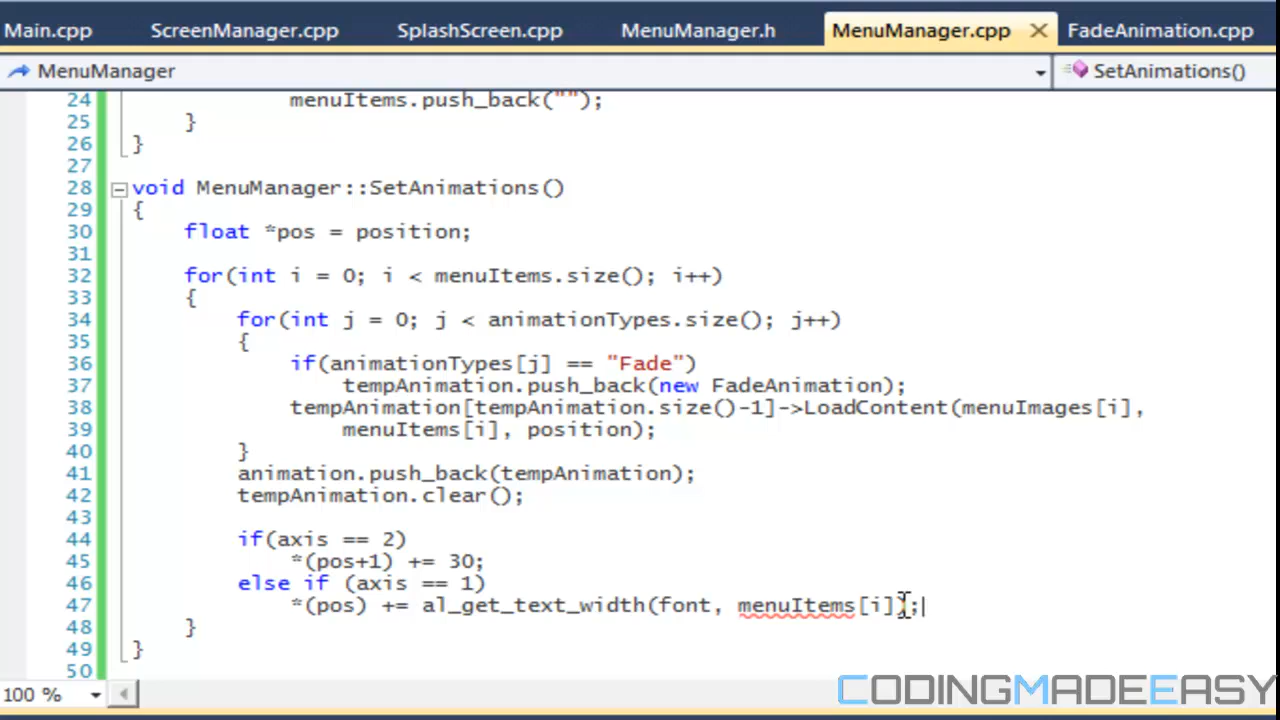 Main.cpp ScreenManager.cpp SplashScreen.cpp MenuManager.h MenuManager.cpp FadeAnimation.cpp
MenuManager SetAnimations()
24 menuItems.push_back("");
25 }
26 }
27
28 void MenuManager::SetAnimations()
29 {
30 float *pos = position;
31
32 for(int i = 0; i < menuItems.size(); i++)
33 {
34 for(int j = 0; j < animationTypes.size(); j++)
35 {
36 if(animationTypes[j] == "Fade")
37 tempAnimation.push_back(new FadeAnimation);
38 tempAnimation[tempAnimation.size()-1]->LoadContent(menuImages[i],
39 menuItems[i], position);
40 }
41 animation.push_back(tempAnimation);
42 tempAnimation.clear();
43
44 if(axis == 2)
45 *(pos+1) += 30;
46 else if (axis == 1)
47 *(pos) += al_get_text_width(font, menuItems[i]);
48 }
49 }
50
100 %
CODINGMADEEASY